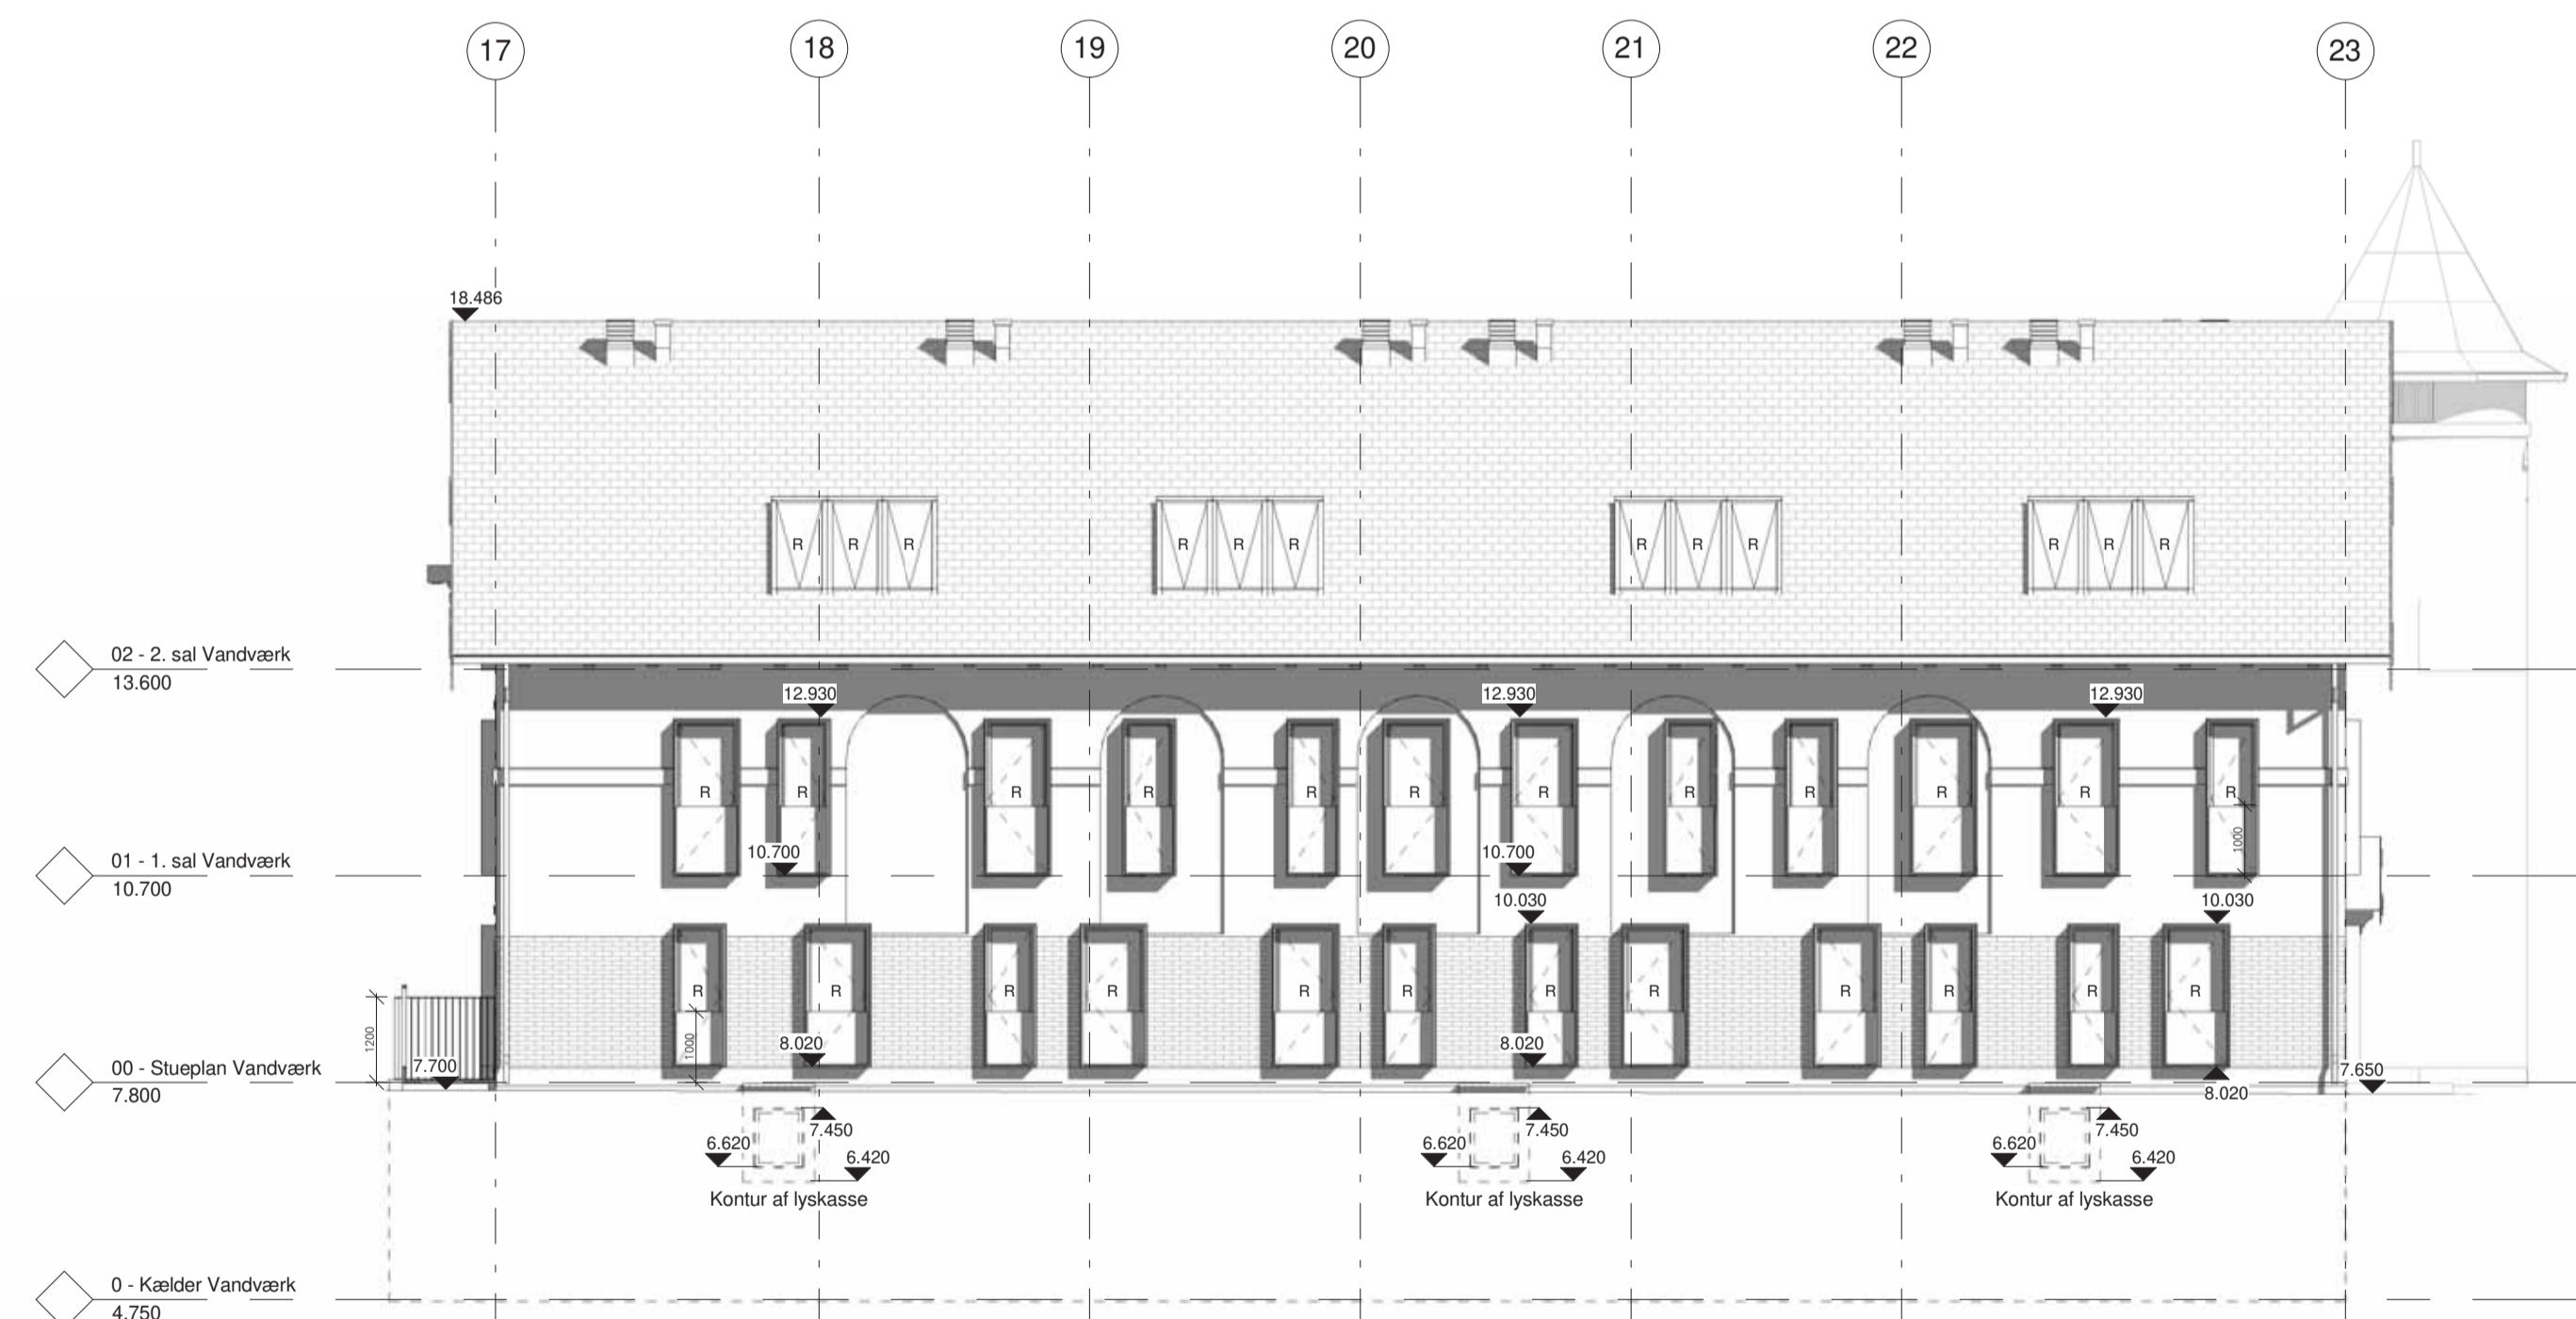 17 18 19 20 21 22 23
18.486
R R R R R R R R R R R R
02 - 2. sal Vandværk
13.600
12.930 12.930 12.930
R R R R R R R R R R R R
1000
10.700 10.700
01 - 1. sal Vandværk
10.700
10.030 10.030
R R R R R R R R R R R R
1200 1000
8.020 8.020
7.700 7.650
00 - Stueplan Vandværk
7.800
8.020
7.450 7.450 7.450
6.620 6.620 6.620
6.420 6.420 6.420
Kontur af lyskasse Kontur af lyskasse Kontur af lyskasse
0 - Kælder Vandværk
4.750